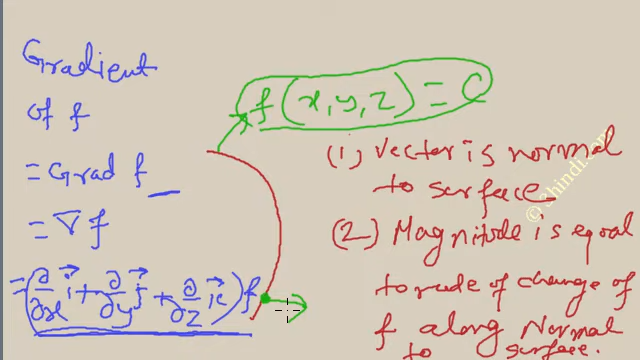 Gradient
of f
= Grad f
= ∇ f
= (∂/∂x i⃗ + ∂/∂y j⃗ + ∂/∂z k⃗) f
f (x, y, z) = C
(1) Vector is normal
to surface
(2) Magnitude is equal
to rade of change of
f along Normal
to surface.